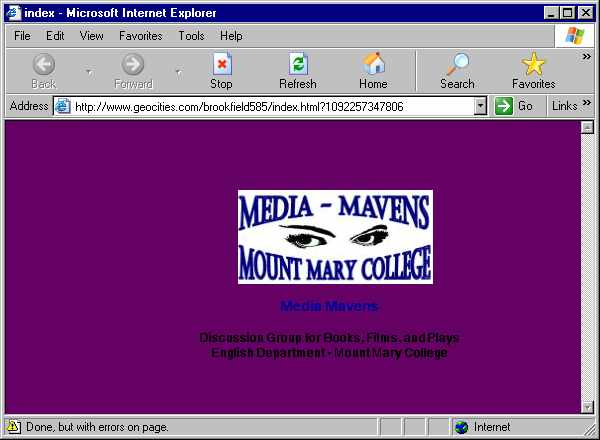 index - Microsoft Internet Explorer
File Edit View Favorites Tools Help
Back Forward Stop Refresh Home Search Favorites »
Address http://www.geocities.com/brookfield585/index.html?1092257347806 Go Links »
MEDIA - MAVENS
MOUNT MARY COLLEGE
Media Mavens
Discussion Group for Books, Films, and Plays
English Department - Mount Mary College
Done, but with errors on page. Internet